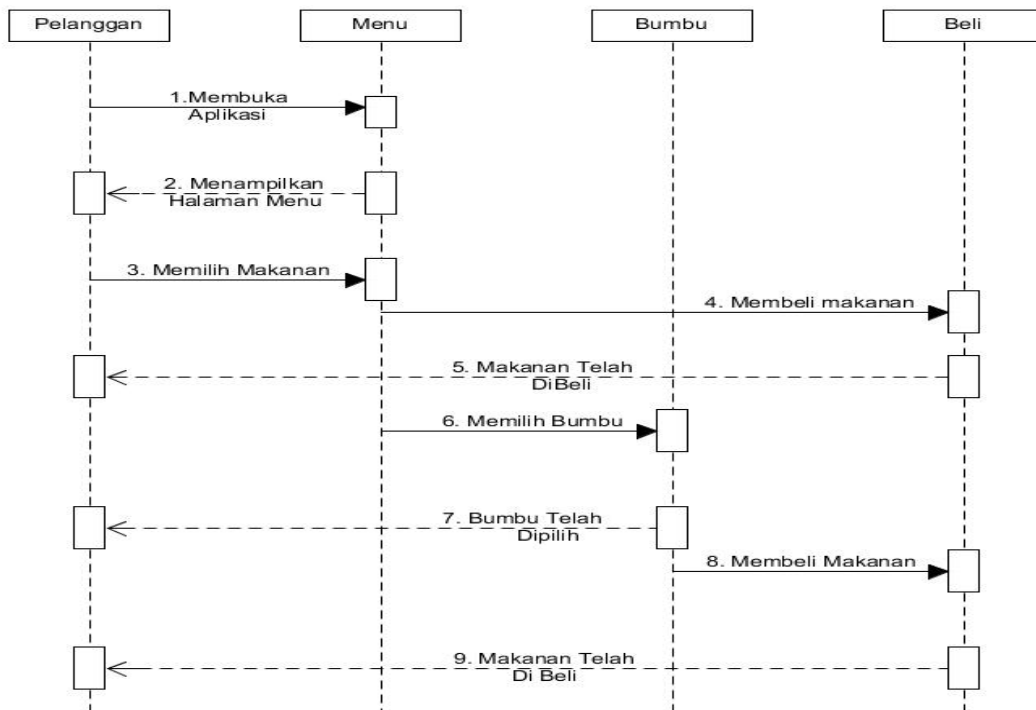 Pelanggan
Menu
Bumbu
Beli
1.Membuka
Aplikasi
2. Menampilkan
Halaman Menu
3. Memilih Makanan
4. Membeli makanan
5. Makanan Telah
DiBeli
6. Memilih Bumbu
7. Bumbu Telah
Dipilih
8. Membeli Makanan
9. Makanan Telah
Di Beli